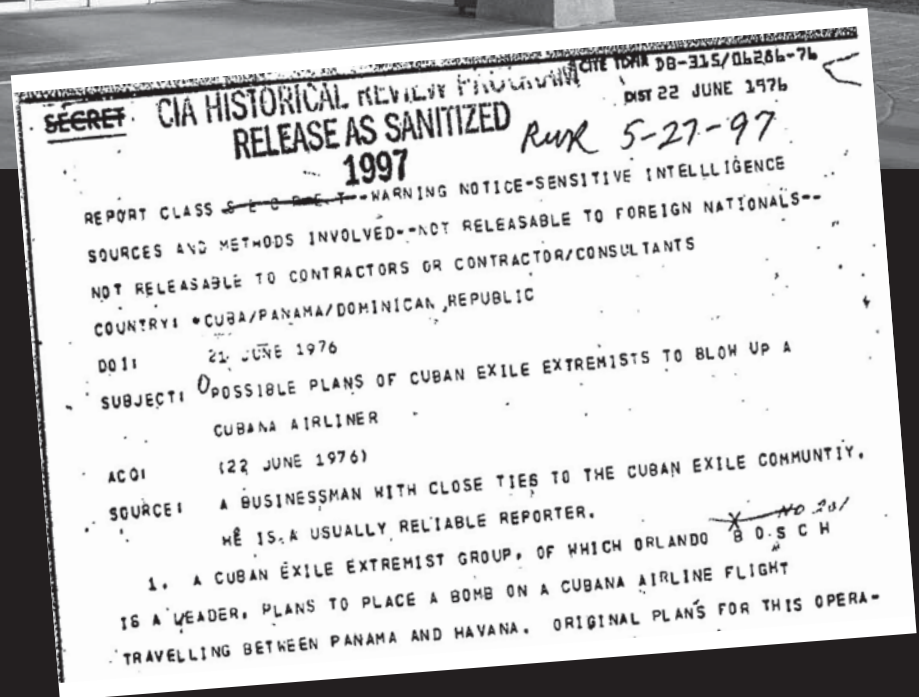 CITE TDMA DB-315/06286-76
SECRET CIA HISTORICAL REVIEW PROGRAM DIST 22 JUNE 1976
RELEASE AS SANITIZED
1997 5-27-97
REPORT CLASS S E C R E T--WARNING NOTICE-SENSITIVE INTELLLIGENCE
SOURCES AND METHODS INVOLVED--NOT RELEASABLE TO FOREIGN NATIONALS--
NOT RELEASABLE TO CONTRACTORS OR CONTRACTOR/CONSULTANTS
COUNTRY: CUBA/PANAMA/DOMINICAN REPUBLIC
DOI: 21 JUNE 1976
SUBJECT: POSSIBLE PLANS OF CUBAN EXILE EXTREMISTS TO BLOW UP A
CUBANA AIRLINER
ACQ: (22 JUNE 1976)
SOURCE: A BUSINESSMAN WITH CLOSE TIES TO THE CUBAN EXILE COMMUNTIY.
HE IS A USUALLY RELIABLE REPORTER.
NO 201
1. A CUBAN EXILE EXTREMIST GROUP, OF WHICH ORLANDO B O S C H
IS A LEADER, PLANS TO PLACE A BOMB ON A CUBANA AIRLINE FLIGHT
TRAVELLING BETWEEN PANAMA AND HAVANA. ORIGINAL PLANS FOR THIS OPERA-